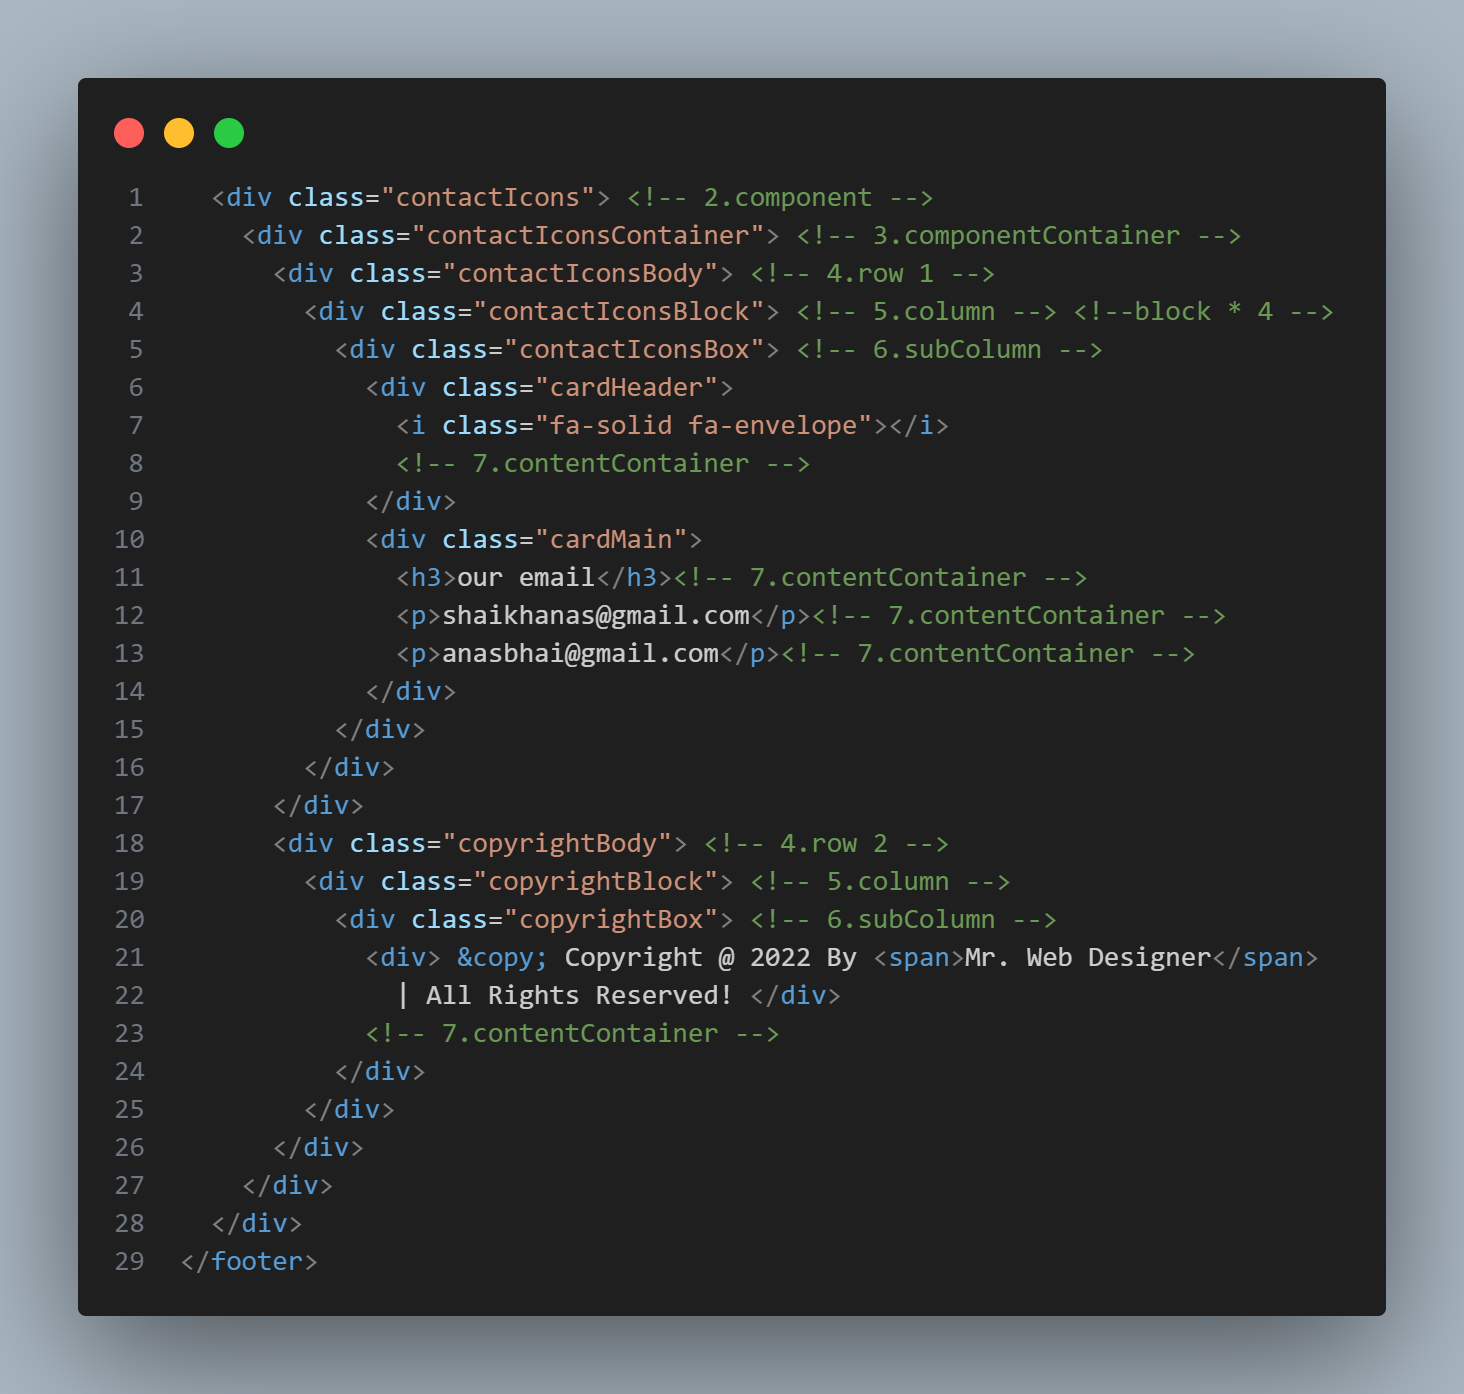 1 <div class="contactIcons"> <!-- 2.component -->
2 <div class="contactIconsContainer"> <!-- 3.componentContainer -->
3 <div class="contactIconsBody"> <!-- 4.row 1 -->
4 <div class="contactIconsBlock"> <!-- 5.column --> <!--block * 4 -->
5 <div class="contactIconsBox"> <!-- 6.subColumn -->
6 <div class="cardHeader">
7 <i class="fa-solid fa-envelope"></i>
8 <!-- 7.contentContainer -->
9 </div>
10 <div class="cardMain">
11 <h3>our email</h3><!-- 7.contentContainer -->
12 <p>shaikhanas@gmail.com</p><!-- 7.contentContainer -->
13 <p>anasbhai@gmail.com</p><!-- 7.contentContainer -->
14 </div>
15 </div>
16 </div>
17 </div>
18 <div class="copyrightBody"> <!-- 4.row 2 -->
19 <div class="copyrightBlock"> <!-- 5.column -->
20 <div class="copyrightBox"> <!-- 6.subColumn -->
21 <div> &copy; Copyright @ 2022 By <span>Mr. Web Designer</span>
22 | All Rights Reserved! </div>
23 <!-- 7.contentContainer -->
24 </div>
25 </div>
26 </div>
27 </div>
28 </div>
29 </footer>